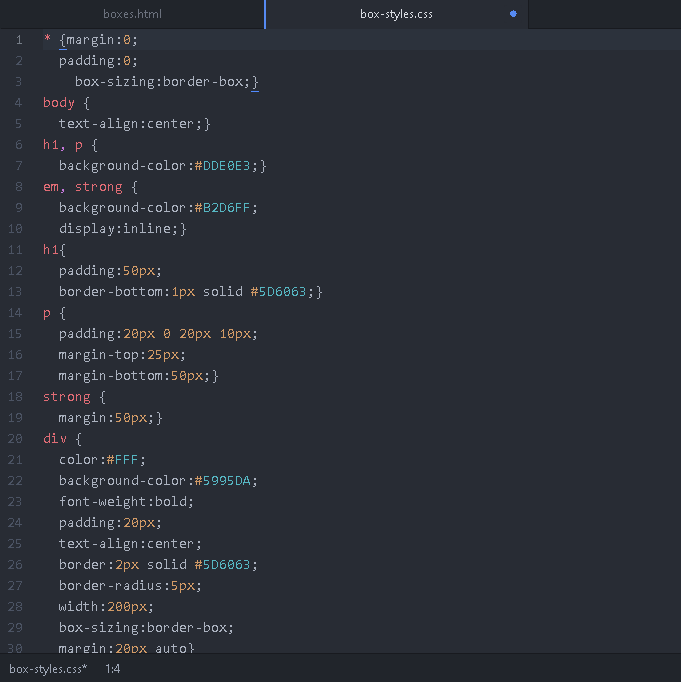 boxes.html box-styles.css
1 * {margin:0;
2 padding:0;
3 box-sizing:border-box;}
4 body {
5 text-align:center;}
6 h1, p {
7 background-color:#DDE0E3;}
8 em, strong {
9 background-color:#B2D6FF;
10 display:inline;}
11 h1{
12 padding:50px;
13 border-bottom:1px solid #5D6063;}
14 p {
15 padding:20px 0 20px 10px;
16 margin-top:25px;
17 margin-bottom:50px;}
18 strong {
19 margin:50px;}
20 div {
21 color:#FFF;
22 background-color:#5995DA;
23 font-weight:bold;
24 padding:20px;
25 text-align:center;
26 border:2px solid #5D6063;
27 border-radius:5px;
28 width:200px;
29 box-sizing:border-box;
30 margin:20px auto}
box-styles.css* 1:4